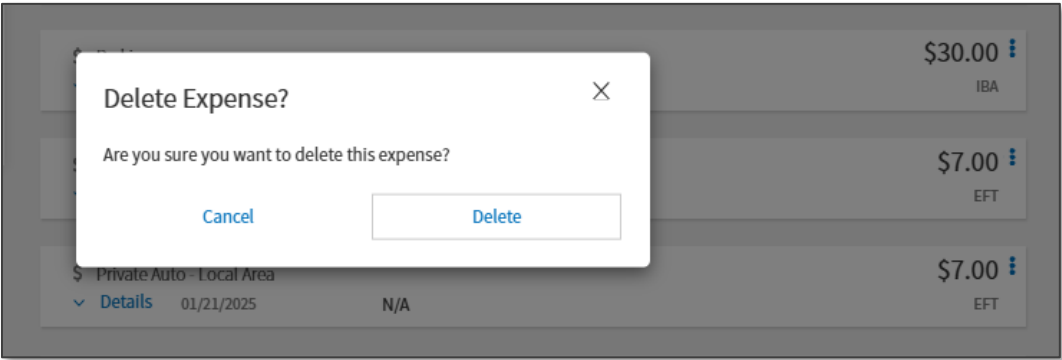 $30.00
IBA
Delete Expense?
Are you sure you want to delete this expense?
$7.00
EFT
Cancel Delete
$ Private Auto - Local Area $7.00
Details 01/21/2025 N/A EFT